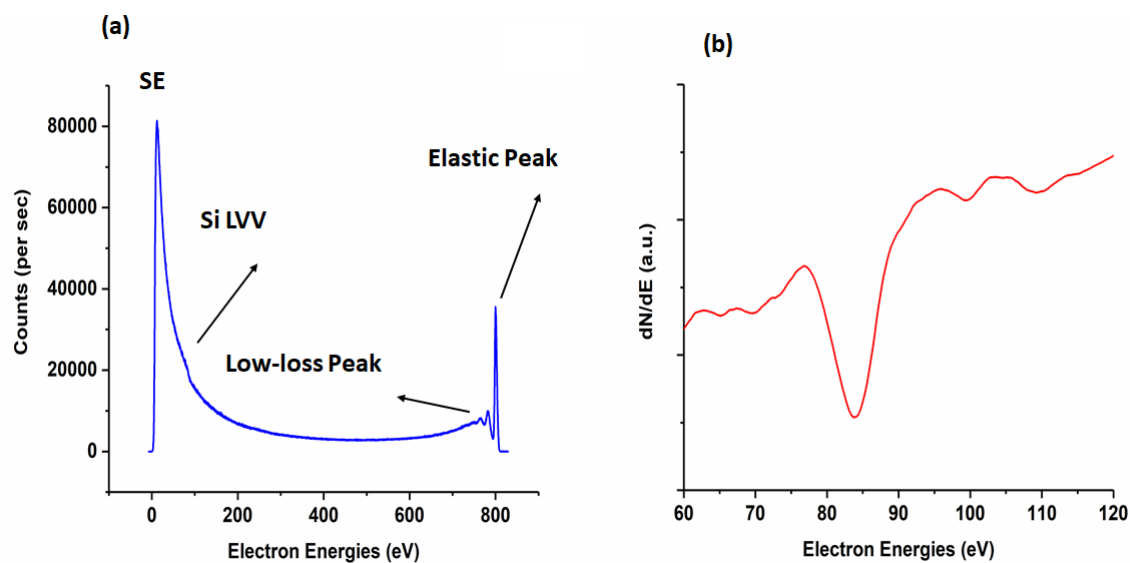 (a)
SE
Elastic Peak
Si LVV
Low-loss Peak
Counts (per sec)
80000
60000
40000
20000
0
0 200 400 600 800
Electron Energies (eV)
(b)
dN/dE (a.u.)
60 70 80 90 100 110 120
Electron Energies (eV)